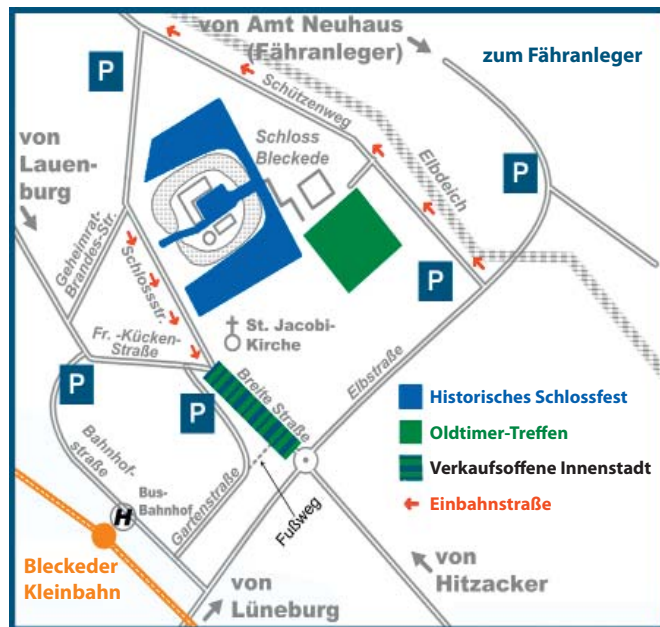 von Amt Neuhaus
(Fähranleger)
zum Fähranleger
P
Schützenweg
von
Lauen-
burg
Schloss
Bleckede
Elbdeich
P
Geheimrat-
Brandes-Str.
Schlossstr.
P
St. Jacobi-
Kirche
Fr. -Kücken-
Straße
P
P
Breite Straße
Elbstraße
Historisches Schlossfest
Oldtimer-Treffen
Verkaufsoffene Innenstadt
Einbahnstraße
Bahnhof-
straße
H
Bus-
Bahnhof
Gartenstraße
Fußweg
Bleckeder
Kleinbahn
von
Lüneburg
von
Hitzacker